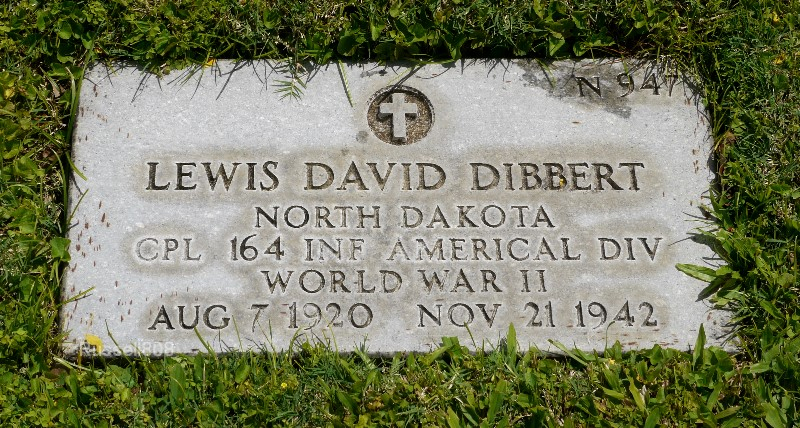 N 947
LEWIS DAVID DIBBERT
NORTH DAKOTA
CPL 164 INF AMERICAL DIV
WORLD WAR II
AUG 7 1920 NOV 21 1942
© Russell808